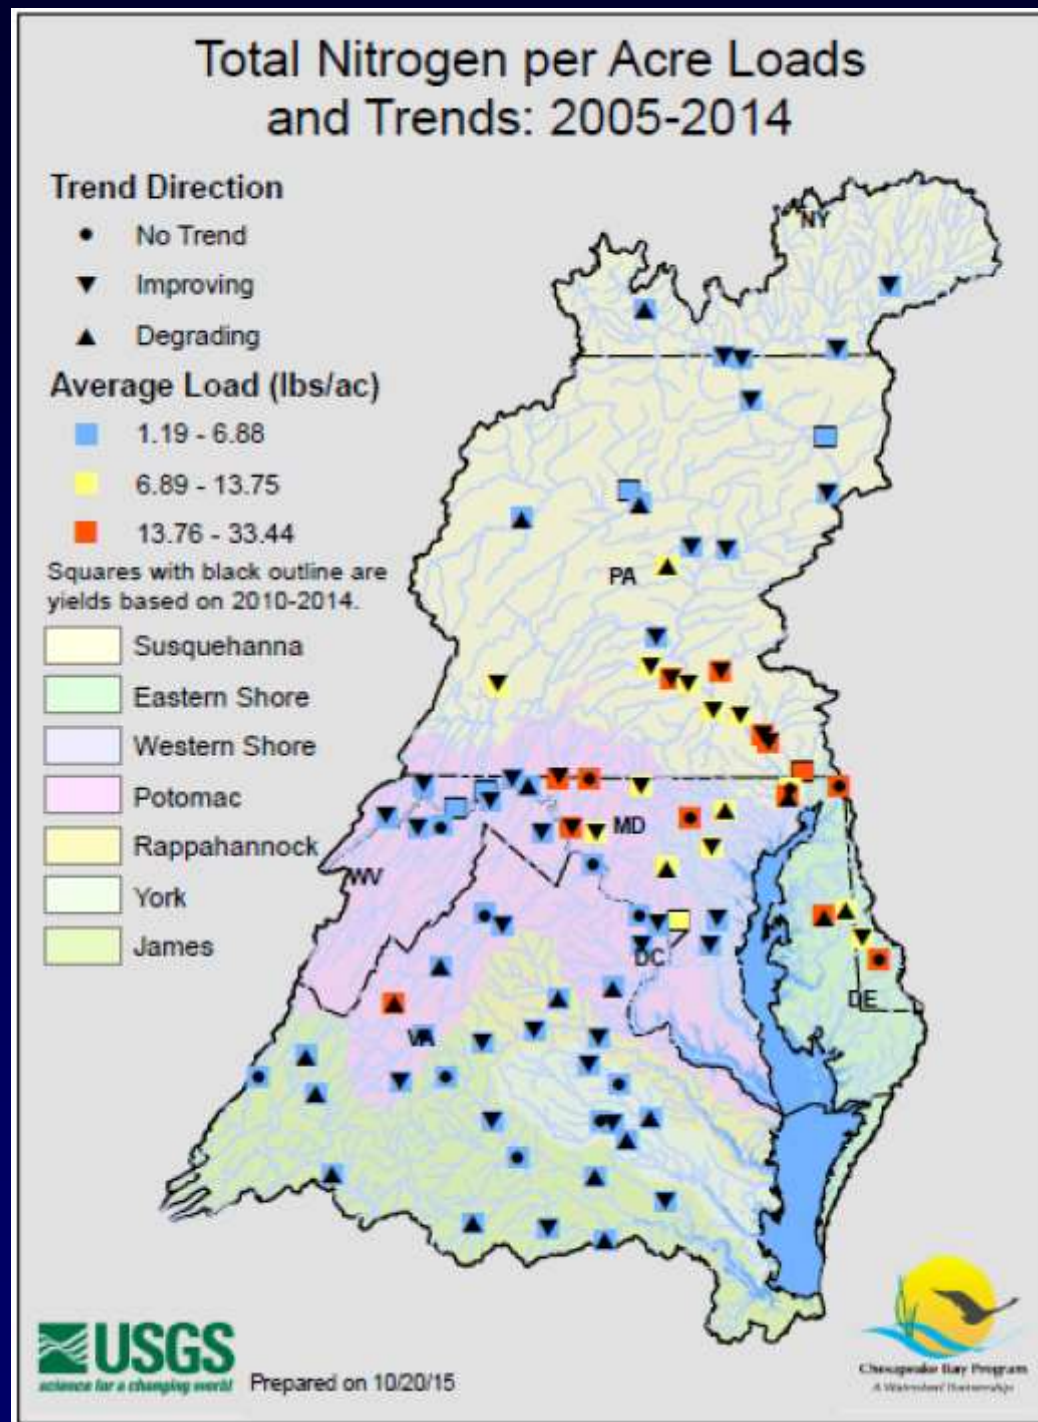 Total Nitrogen per Acre Loads
and Trends: 2005-2014
Trend Direction
No Trend
Improving
Degrading
Average Load (lbs/ac)
1.19 - 6.88
6.89 - 13.75
13.76 - 33.44
Squares with black outline are
yields based on 2010-2014.
Susquehanna
Eastern Shore
Western Shore
Potomac
Rappahannock
York
James
NY
PA
MD
WV
DC
DE
VA
USGS
science for a changing world
Prepared on 10/20/15
Chesapeake Bay Program
A Watershed Partnership